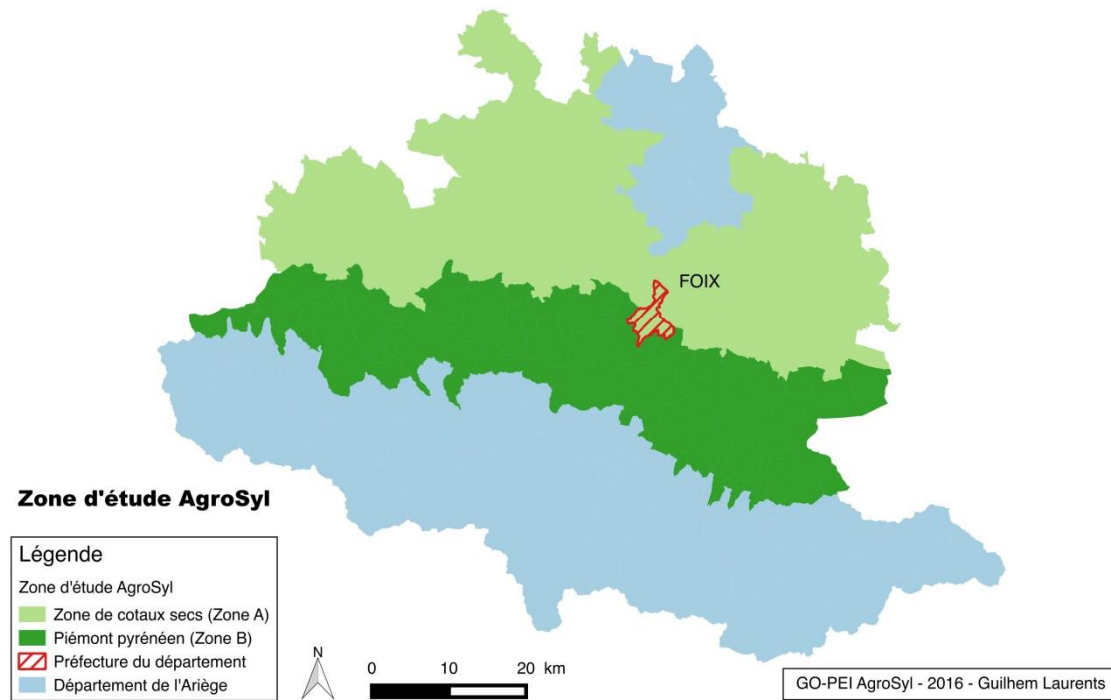 FOIX
Zone d'étude AgroSyl
Légende
Zone d'étude AgroSyl
Zone de cotaux secs (Zone A)
Piémont pyrénéen (Zone B)
Préfecture du département
Département de l'Ariège
N
0 10 20 km
GO-PEI AgroSyl - 2016 - Guilhem Laurents